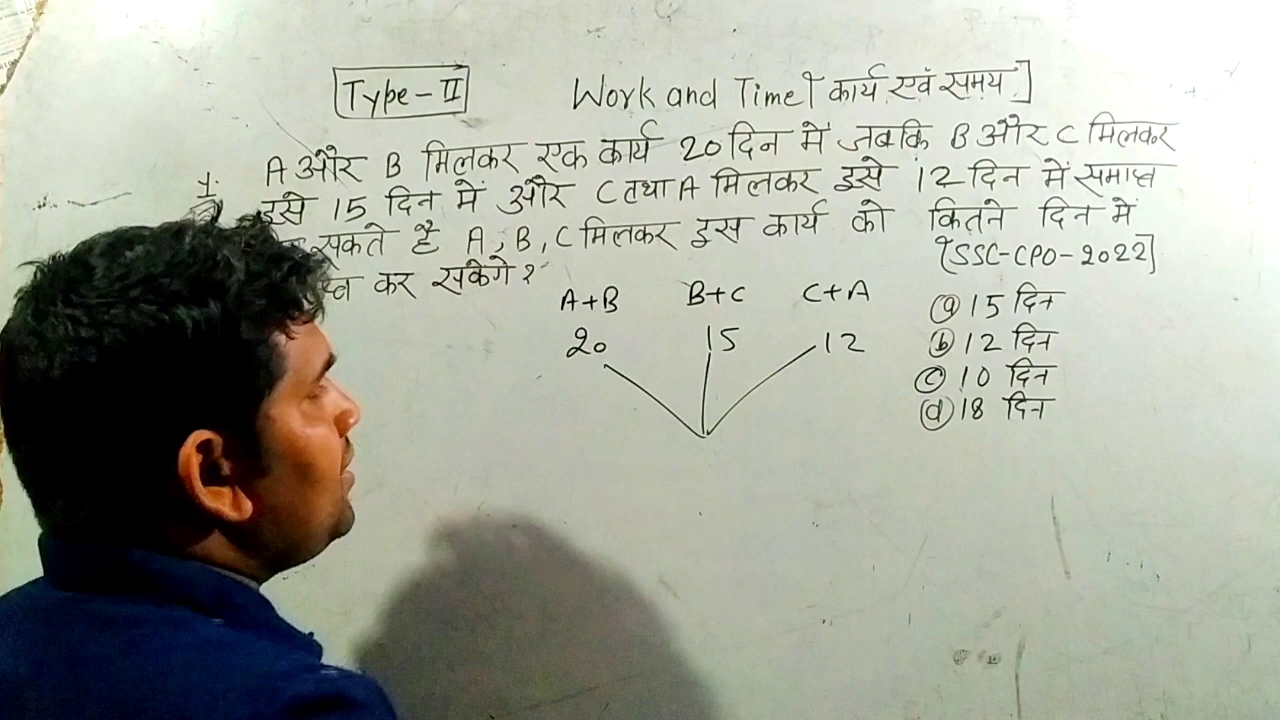 Type-II Work and Time [कार्य एवं समय]
1. A और B मिलकर एक कार्य 20 दिन में जबकि B और C मिलकर
इसे 15 दिन में और C तथा A मिलकर इसे 12 दिन में समाप्त
सकते है A, B, C मिलकर इस कार्य को कितने दिन में
कर सकेगे?
[SSC-CPO-2022]
A+B B+C C+A
20 15 12
(a) 15 दिन
(b) 12 दिन
(c) 10 दिन
(d) 18 दिन